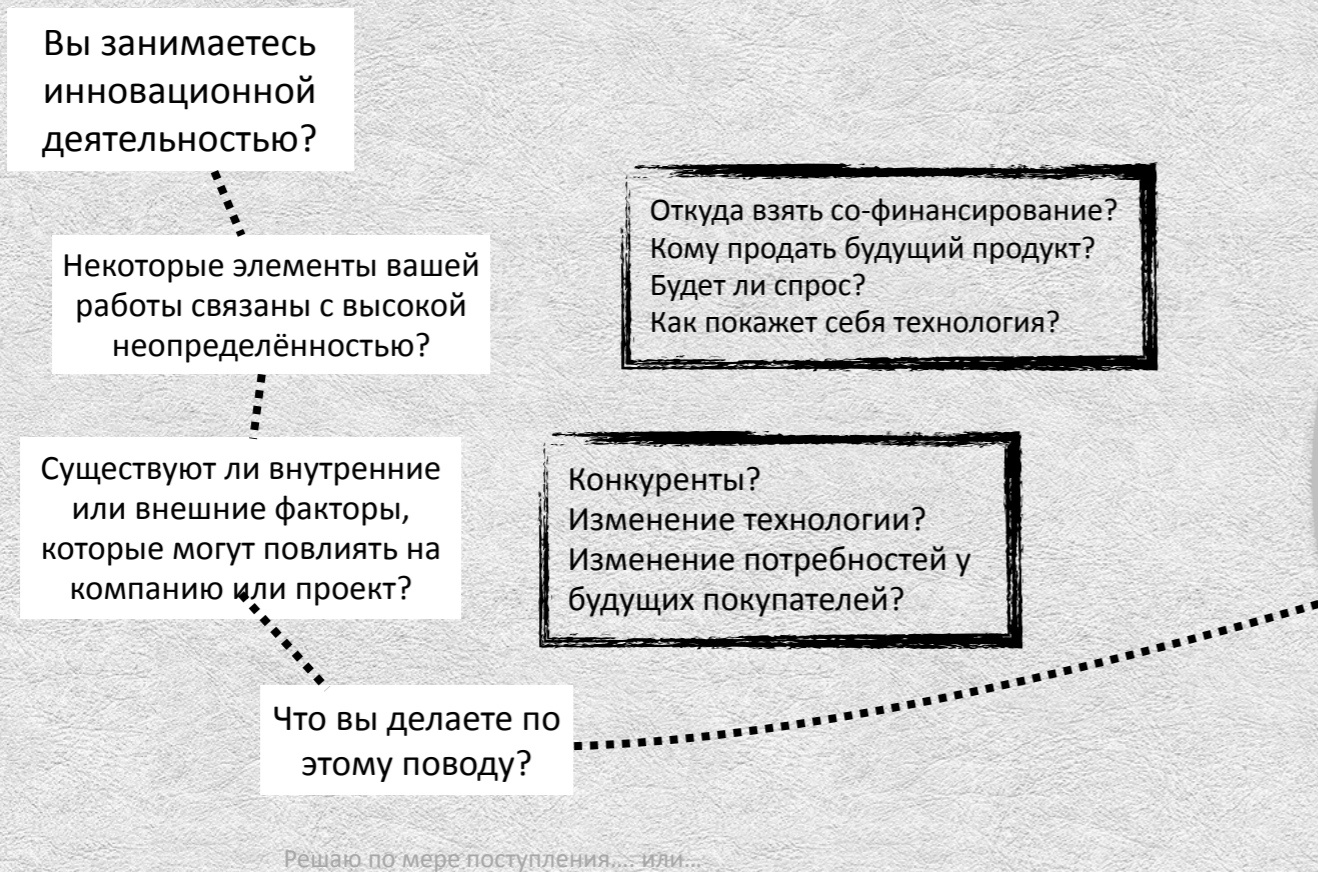 Вы занимаетесь
инновационной
деятельностью?
Откуда взять со-финансирование?
Кому продать будущий продукт?
Будет ли спрос?
Как покажет себя технология?
Некоторые элементы вашей
работы связаны с высокой
неопределённостью?
Существуют ли внутренние
или внешние факторы,
которые могут повлиять на
компанию или проект?
Конкуренты?
Изменение технологии?
Изменение потребностей у
будущих покупателей?
Что вы делаете по
этому поводу?
Решаю по мере поступления.... или...